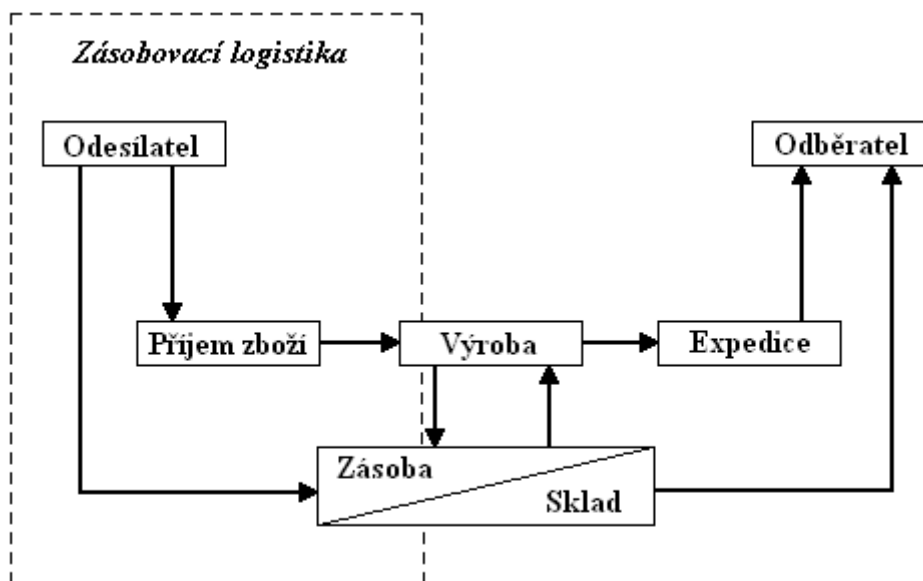 Zásobovací logistika
Odesílatel
Odběratel
Příjem zboží
Výroba
Expedice
Zásoba
Sklad